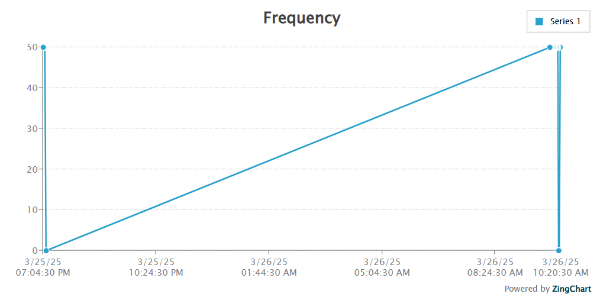 Frequency
Series 1
50
40
30
20
10
0
3/25/25 3/25/25 3/26/25 3/26/25 3/26/25 3/26/25
07:04:30 PM 10:24:30 PM 01:44:30 AM 05:04:30 AM 08:24:30 AM 10:20:30 AM
Powered by ZingChart